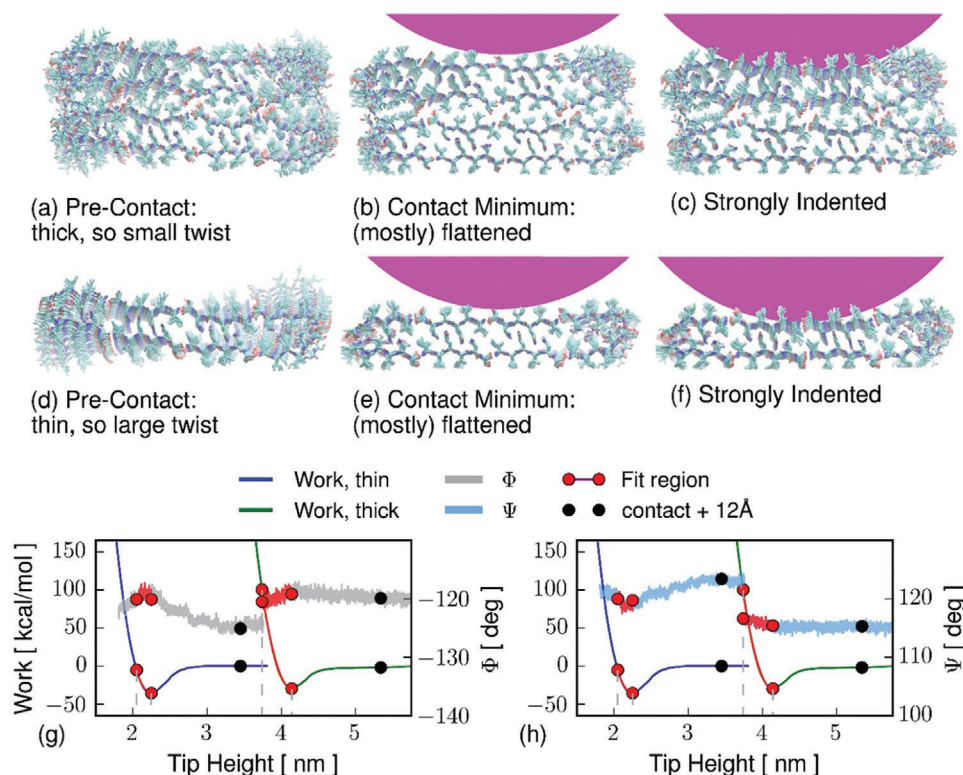 (a) Pre-Contact:
thick, so small twist
(b) Contact Minimum:
(mostly) flattened
(c) Strongly Indented
(d) Pre-Contact:
thin, so large twist
(e) Contact Minimum:
(mostly) flattened
(f) Strongly Indented
Work, thin
Φ
Fit region
Work, thick
Ψ
contact + 12Å
Work [ kcal/mol ]
150
100
50
0
−50
2 3 4 5
Tip Height [ nm ]
(g)
−120
−130
−140
Φ [ deg ]
150
100
50
0
−50
2 3 4 5
Tip Height [ nm ]
(h)
120
110
100
Ψ [ deg ]